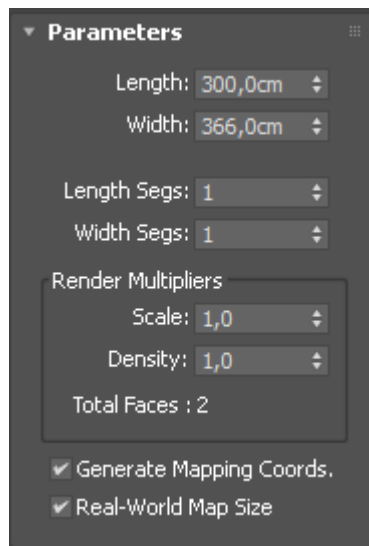 Parameters
Length: 300,0cm
Width: 366,0cm
Length Segs: 1
Width Segs: 1
Render Multipliers
Scale: 1,0
Density: 1,0
Total Faces : 2
Generate Mapping Coords.
Real-World Map Size